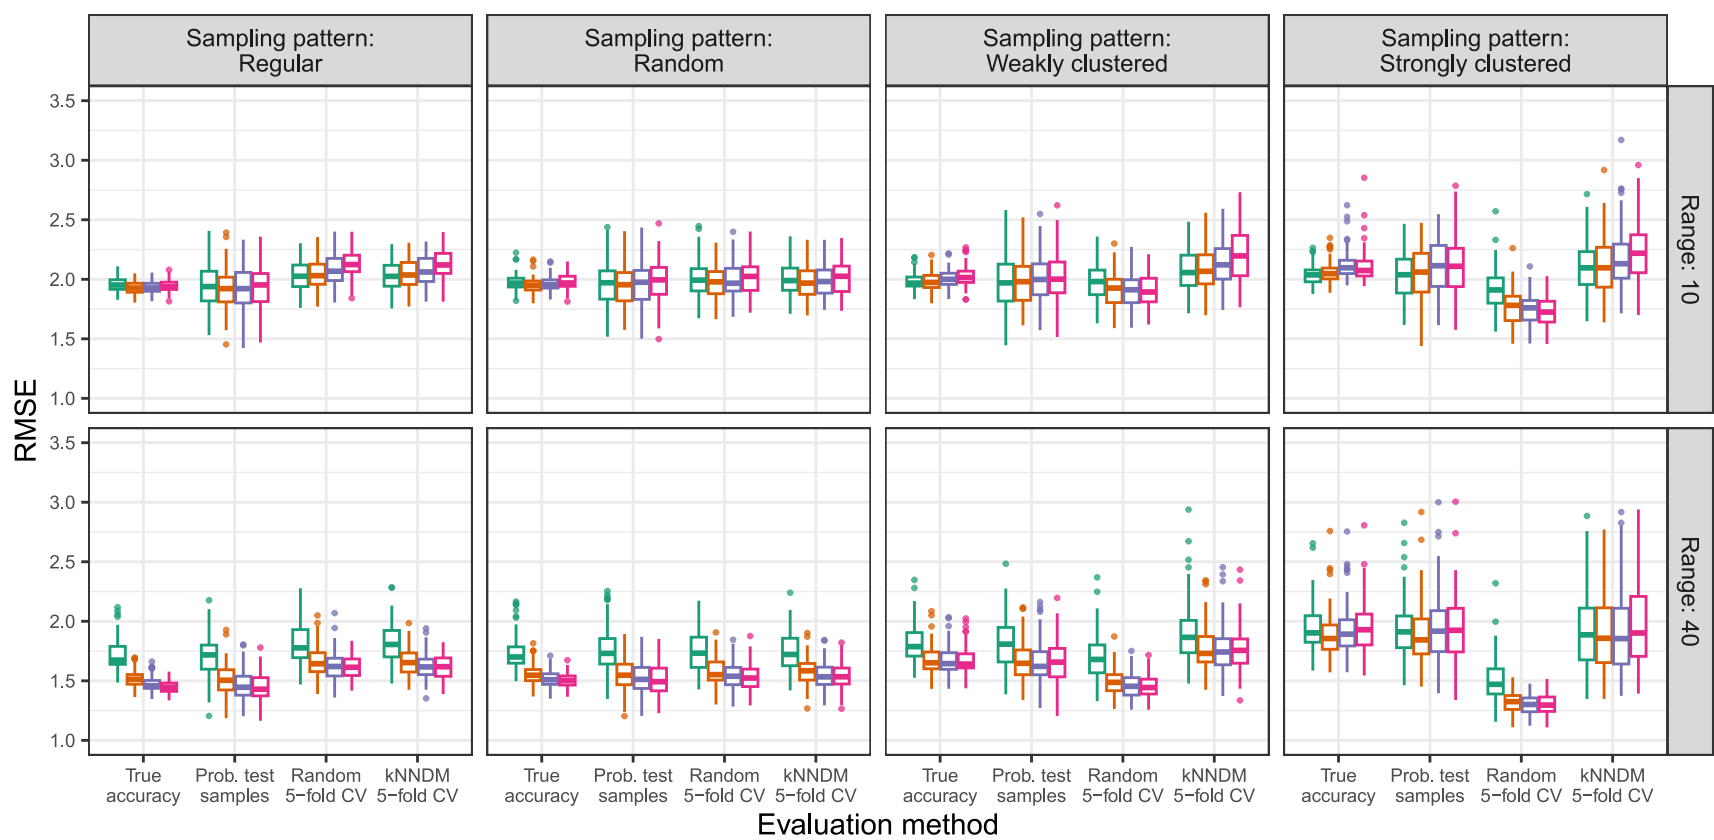 Sampling pattern:
Regular
Sampling pattern:
Random
Sampling pattern:
Weakly clustered
Sampling pattern:
Strongly clustered
3.5
3.0
2.5
2.0
1.5
1.0
Range: 10
RMSE
3.5
3.0
2.5
2.0
1.5
1.0
Range: 40
True
accuracy
Prob. test
samples
Random
5−fold CV
kNNDM
5−fold CV
True
accuracy
Prob. test
samples
Random
5−fold CV
kNNDM
5−fold CV
True
accuracy
Prob. test
samples
Random
5−fold CV
kNNDM
5−fold CV
True
accuracy
Prob. test
samples
Random
5−fold CV
kNNDM
5−fold CV
Evaluation method